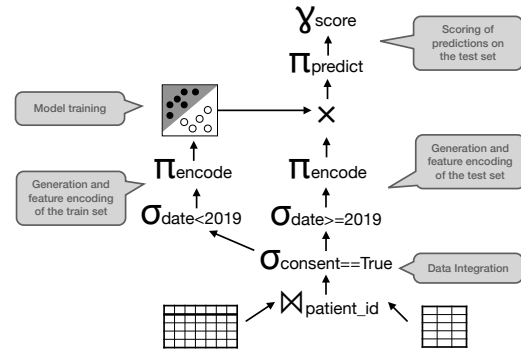 γscore
Scoring of
predictions on
the test set
Πpredict
Model training
×
Πencode
Πencode
Generation and
feature encoding
of the test set
Generation and
feature encoding
of the train set
σdate<2019
σdate>=2019
σconsent==True
Data Integration
⋈patient_id